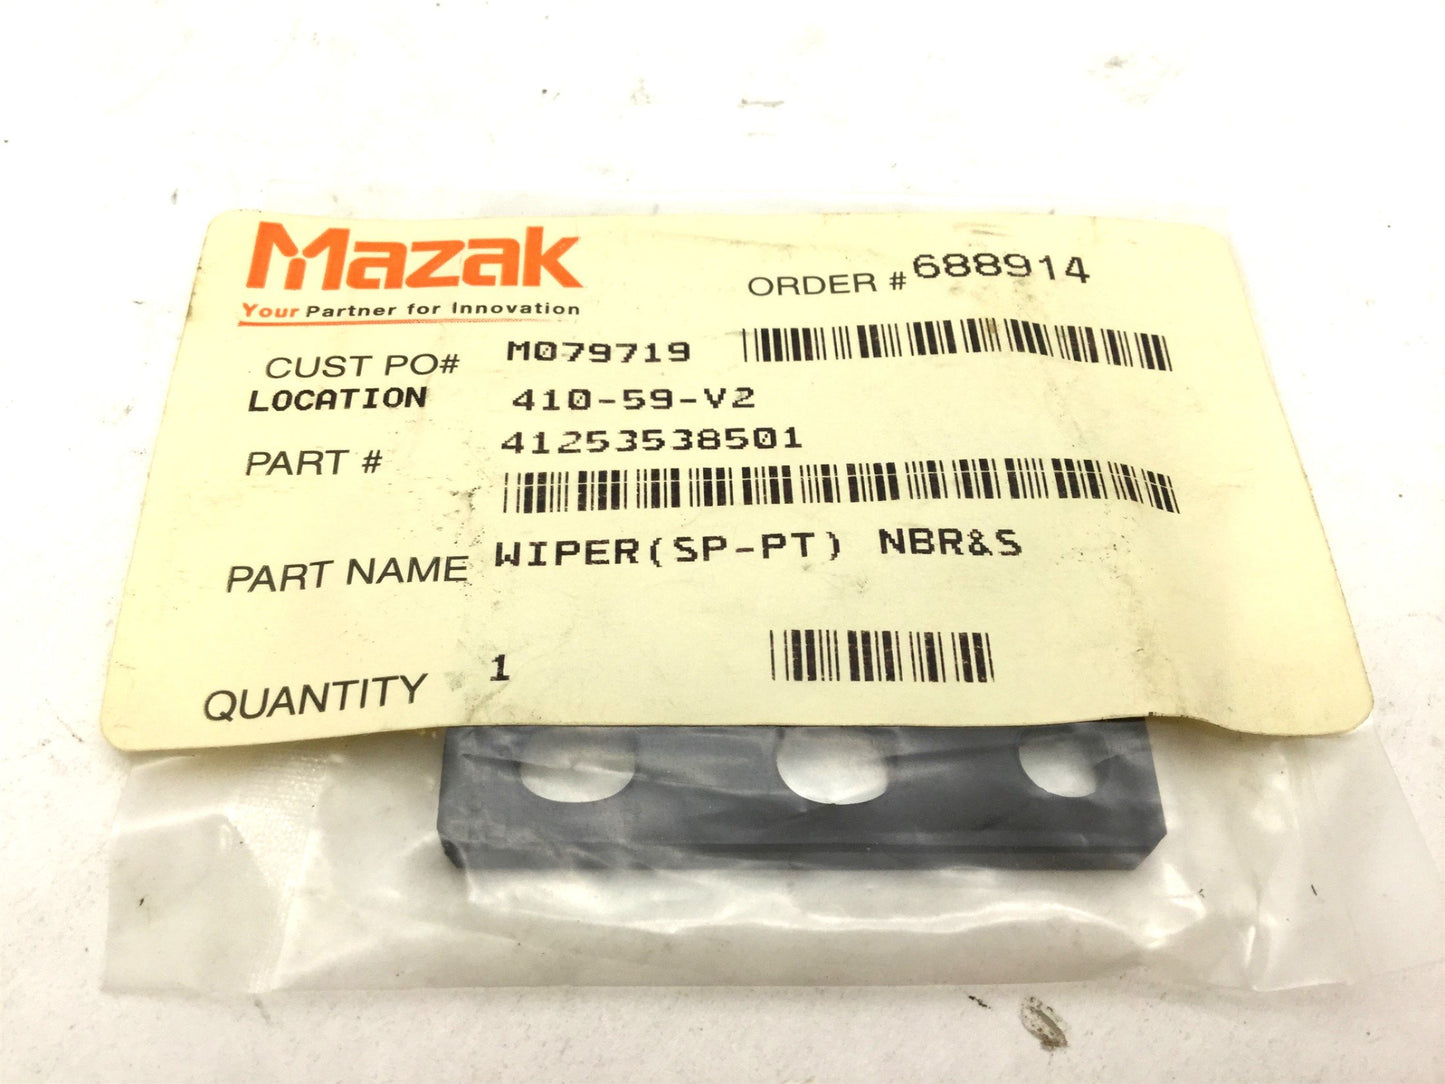 Mazak
Your Partner for Innovation
ORDER # 688914
CUST PO# M079719
LOCATION 410-59-V2
PART # 41253538501
PART NAME WIPER(SP-PT) NBR&S
QUANTITY 1